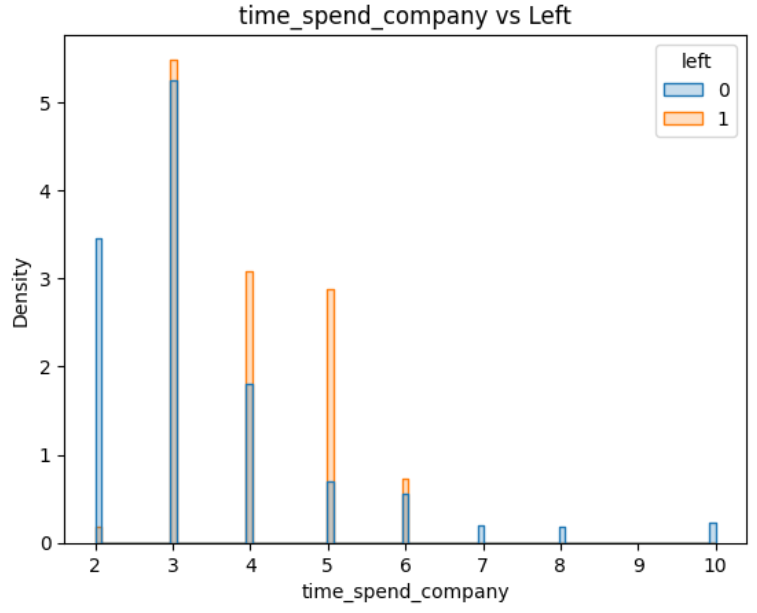 time_spend_company vs Left
left
0
1
Density
5
4
3
2
1
0
2 3 4 5 6 7 8 9 10
time_spend_company